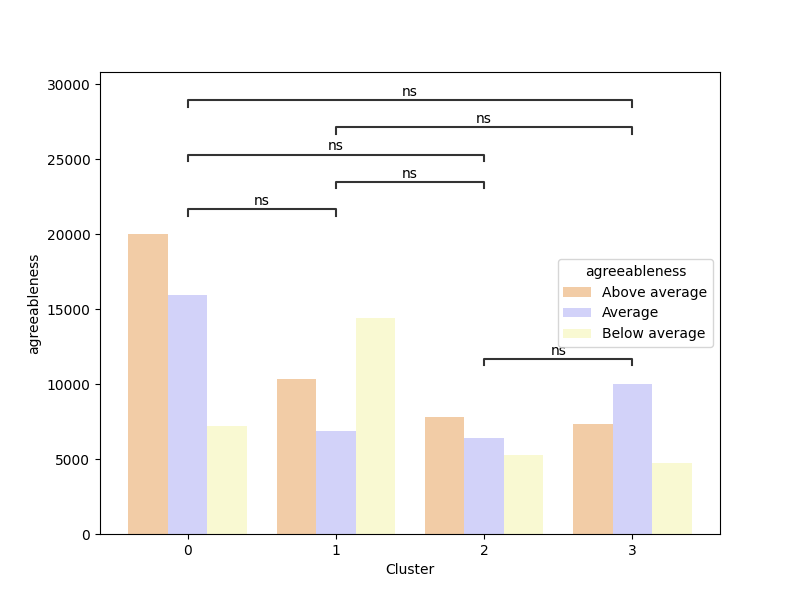 30000
25000
20000
15000
10000
5000
0
agreeableness
ns
ns
ns
ns
ns
ns
agreeableness
Above average
Average
Below average
0 1 2 3
Cluster